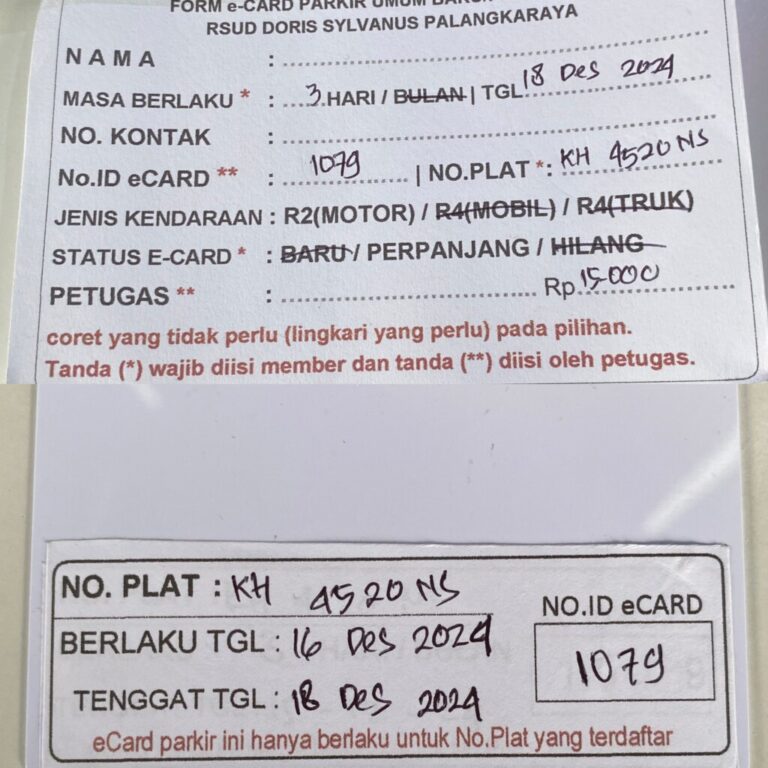 FORM e-CARD PARKIR UMUM
RSUD DORIS SYLVANUS PALANGKARAYA
NAMA :
MASA BERLAKU * : 3 HARI / BULAN | TGL 18 Des 2024
NO. KONTAK :
No.ID eCARD ** : 1079 | NO.PLAT * : KH 4520 NS
JENIS KENDARAAN : R2(MOTOR) / R4(MOBIL) / R4(TRUK)
STATUS E-CARD * : BARU / PERPANJANG / HILANG
PETUGAS ** : Rp 15.000
coret yang tidak perlu (lingkari yang perlu) pada pilihan.
Tanda (*) wajib diisi member dan tanda (**) diisi oleh petugas.
NO. PLAT : KH 4520 NS
NO.ID eCARD
BERLAKU TGL : 16 Des 2024
1079
TENGGAT TGL : 18 Des 2024
eCard parkir ini hanya berlaku untuk No.Plat yang terdaftar